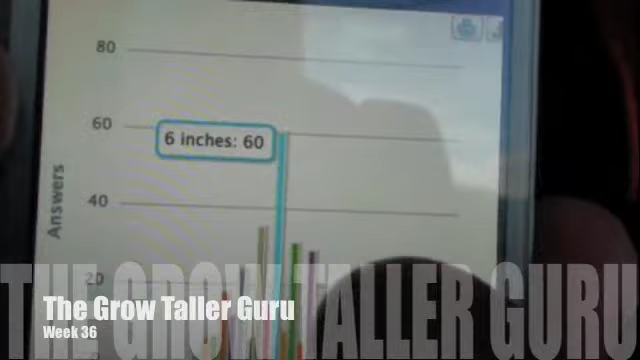 80
60
6 inches: 60
40
Answers
20
THE GROW TALLER GURU
The Grow Taller Guru
Week 36